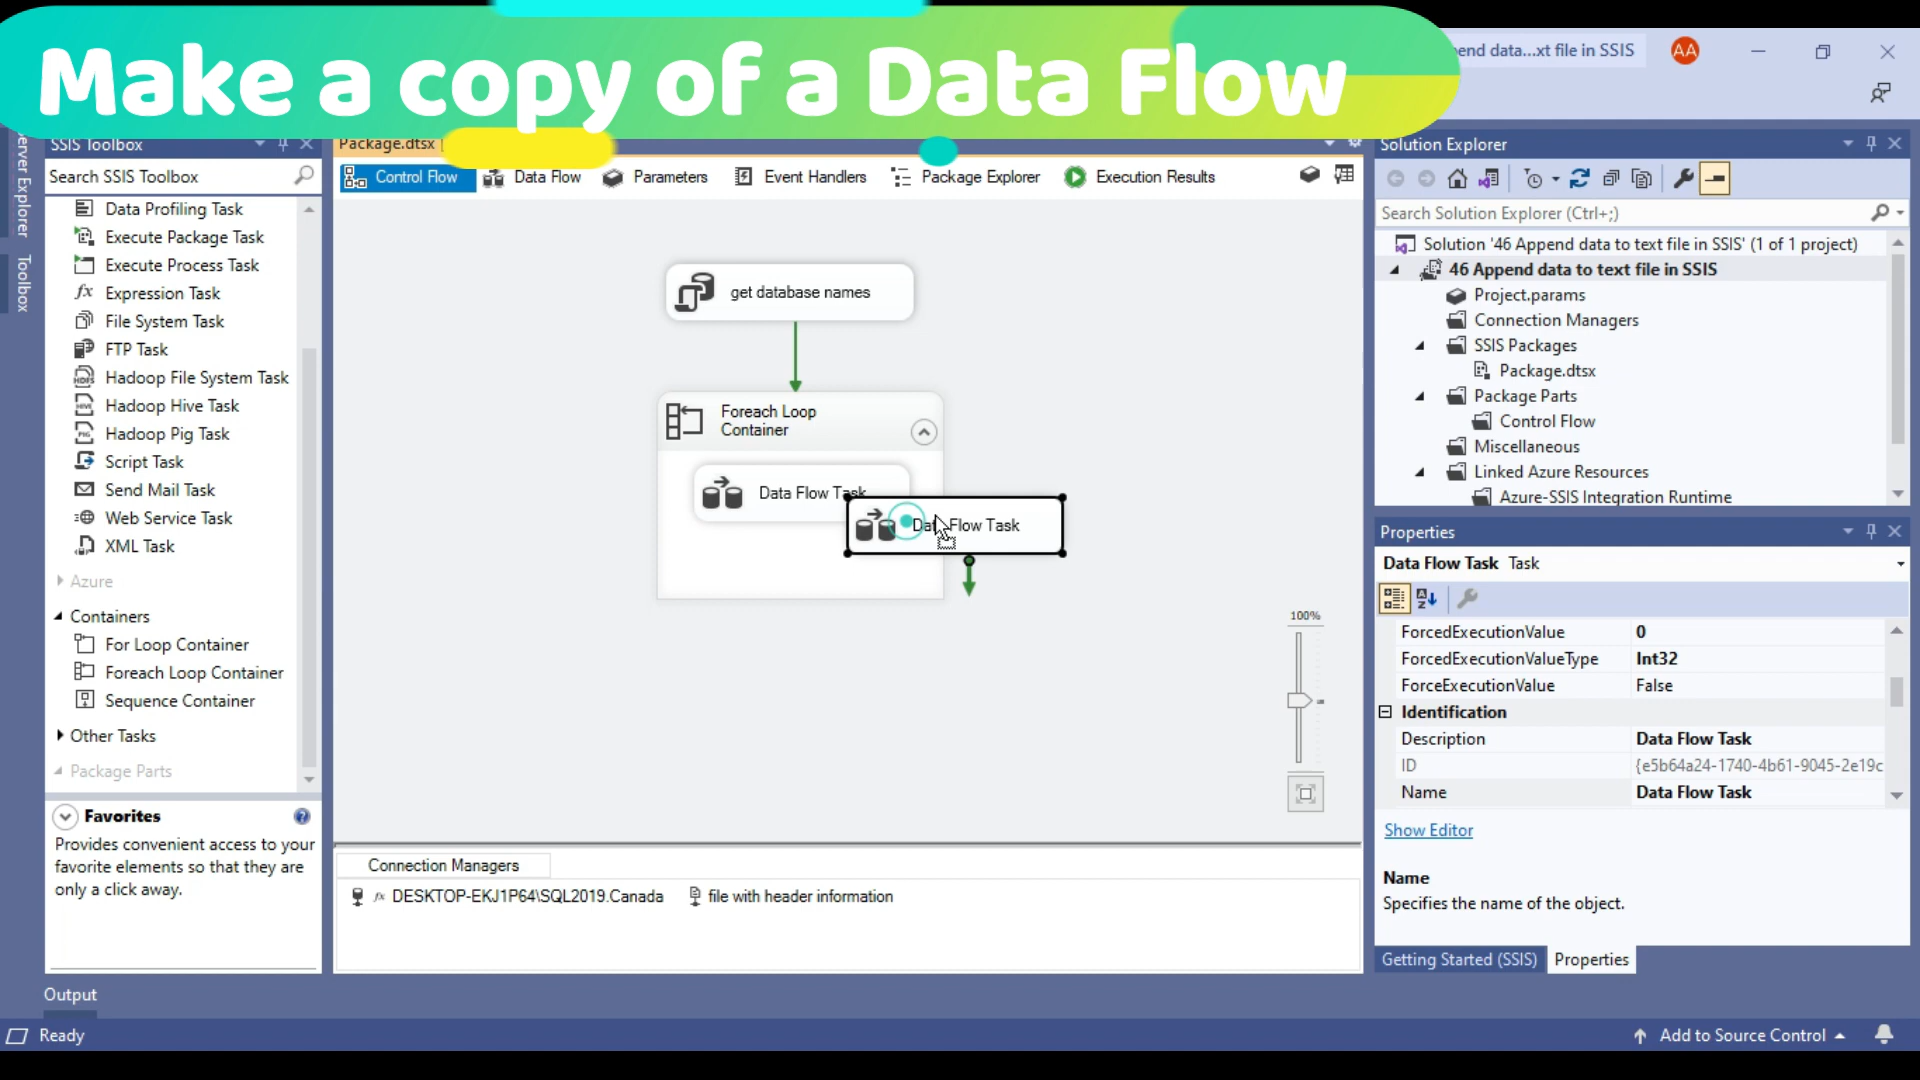 Make a copy of a Data Flow
end data...xt file in SSIS
AA
Server Explorer
Toolbox
SSIS Toolbox
Search SSIS Toolbox
Data Profiling Task
Execute Package Task
Execute Process Task
fx Expression Task
File System Task
FTP Task
Hadoop File System Task
Hadoop Hive Task
Hadoop Pig Task
Script Task
Send Mail Task
Web Service Task
XML Task
Azure
Containers
For Loop Container
Foreach Loop Container
Sequence Container
Other Tasks
Package Parts
Favorites
Provides convenient access to your
favorite elements so that they are
only a click away.
Package.dtsx
Control Flow
Data Flow
Parameters
Event Handlers
Package Explorer
Execution Results
get database names
Foreach Loop
Container
Data Flow Task
Data Flow Task
100%
Connection Managers
fx DESKTOP-EKJ1P64\SQL2019.Canada
file with header information
Solution Explorer
Search Solution Explorer (Ctrl+;)
Solution '46 Append data to text file in SSIS' (1 of 1 project)
46 Append data to text file in SSIS
Project.params
Connection Managers
SSIS Packages
Package.dtsx
Package Parts
Control Flow
Miscellaneous
Linked Azure Resources
Azure-SSIS Integration Runtime
Properties
Data Flow Task Task
ForcedExecutionValue 0
ForcedExecutionValueType Int32
ForceExecutionValue False
Identification
Description Data Flow Task
ID {e5b64a24-1740-4b61-9045-2e19c
Name Data Flow Task
Show Editor
Name
Specifies the name of the object.
Getting Started (SSIS)
Properties
Output
Ready
Add to Source Control